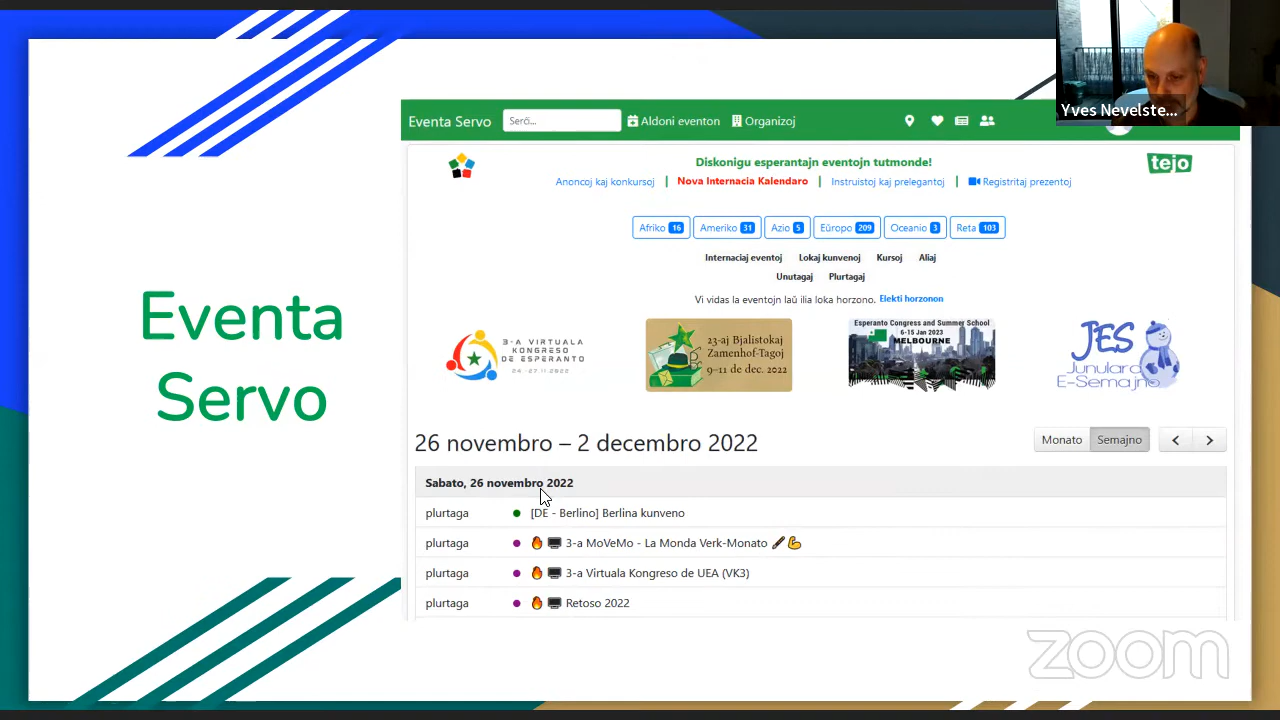 Yves Nevelste...
Eventa
Servo
Eventa Servo Serĉi... Aldoni eventon Organizoj
Diskonigu esperantajn eventojn tutmonde!
tejo
Anoncoj kaj konkursoj | Nova Internacia Kalendaro | Instruistoj kaj prelegantoj | Registritaj prezentoj
Afriko 16 Ameriko 31 Azio 5 Eŭropo 209 Oceanio 3 Reta 103
Internaciaj eventoj Lokaj kunvenoj Kursoj Aliaj
Unutagaj Plurtagaj
Vi vidas la eventojn laŭ ilia loka horzono. Elekti horzonon
3-A VIRTUALA
KONGRESO
DE ESPERANTO
24-27.11.2022
23-aj Bjalistokaj
Zamenhof-Tagoj
9-11 de dec. 2022
Esperanto Congress and Summer School
6-15 Jan 2023
MELBOURNE
JES
Junulara
E-Semajno
26 novembro – 2 decembro 2022
Monato Semajno
Sabato, 26 novembro 2022
plurtaga [DE - Berlino] Berlina kunveno
plurtaga 3-a MoVeMo - La Monda Verk-Monato
plurtaga 3-a Virtuala Kongreso de UEA (VK3)
plurtaga Retoso 2022
zoom